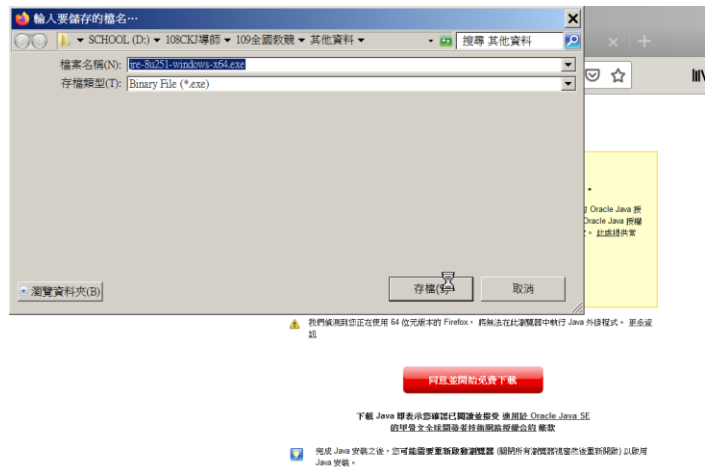 輸入要儲存的檔名…
SCHOOL (D:) ▾ 108CKJ導師 ▾ 109全國教競 ▾ 其他資料 ▾
搜尋 其他資料
檔案名稱(N): jre-8u251-windows-x64.exe
存檔類型(T): Binary File (*.exe)
瀏覽資料夾(B)
存檔(S)
取消
Oracle Java 授
Oracle Java 授權
。此處提供常
我們偵測到您正在使用 64 位元版本的 Firefox,將無法在此瀏覽器中執行 Java 外掛程式。 更多資
訊
同意並開始免費下載
下載 Java 即表示您確認已閱讀並接受 適用於 Oracle Java SE
的甲骨文全球開發者技術網路授權合約 條款
完成 Java 安裝之後,您可能需要重新啟動瀏覽器 (關閉所有瀏覽器視窗然後重新開啟) 以啟用
Java 安裝。